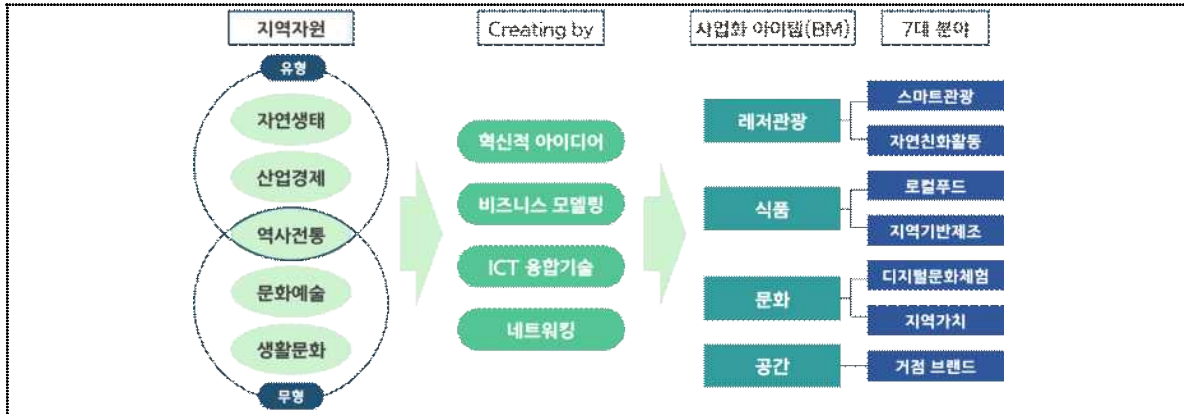 지역자원
Creating by
사업화 아이템(BM)
7대 분야
유형
자연생태
산업경제
역사전통
문화예술
생활문화
무형
혁신적 아이디어
비즈니스 모델링
ICT 융합기술
네트워킹
레저관광
스마트관광
자연친화활동
식품
로컬푸드
지역기반제조
문화
디지털문화체험
지역가치
공간
거점 브랜드